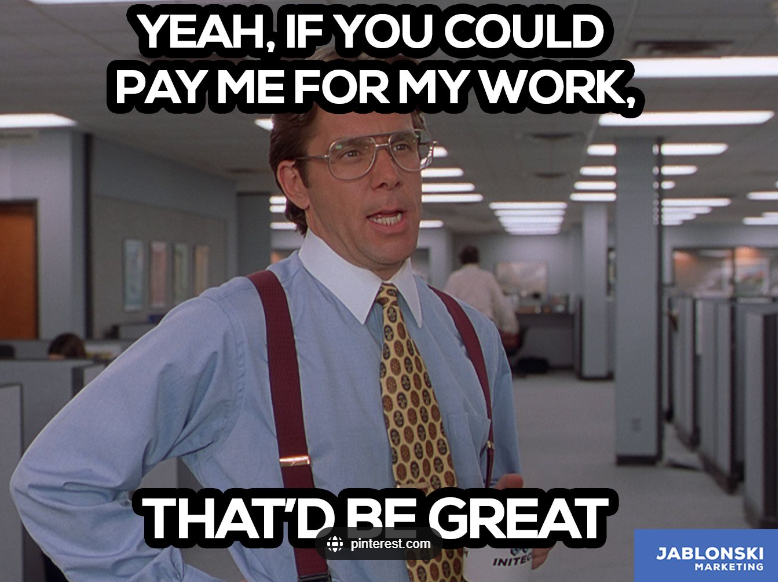 YEAH, IF YOU COULD
PAY ME FOR MY WORK,
THAT'D BE GREAT
pinterest.com
JABLONSKI
MARKETING